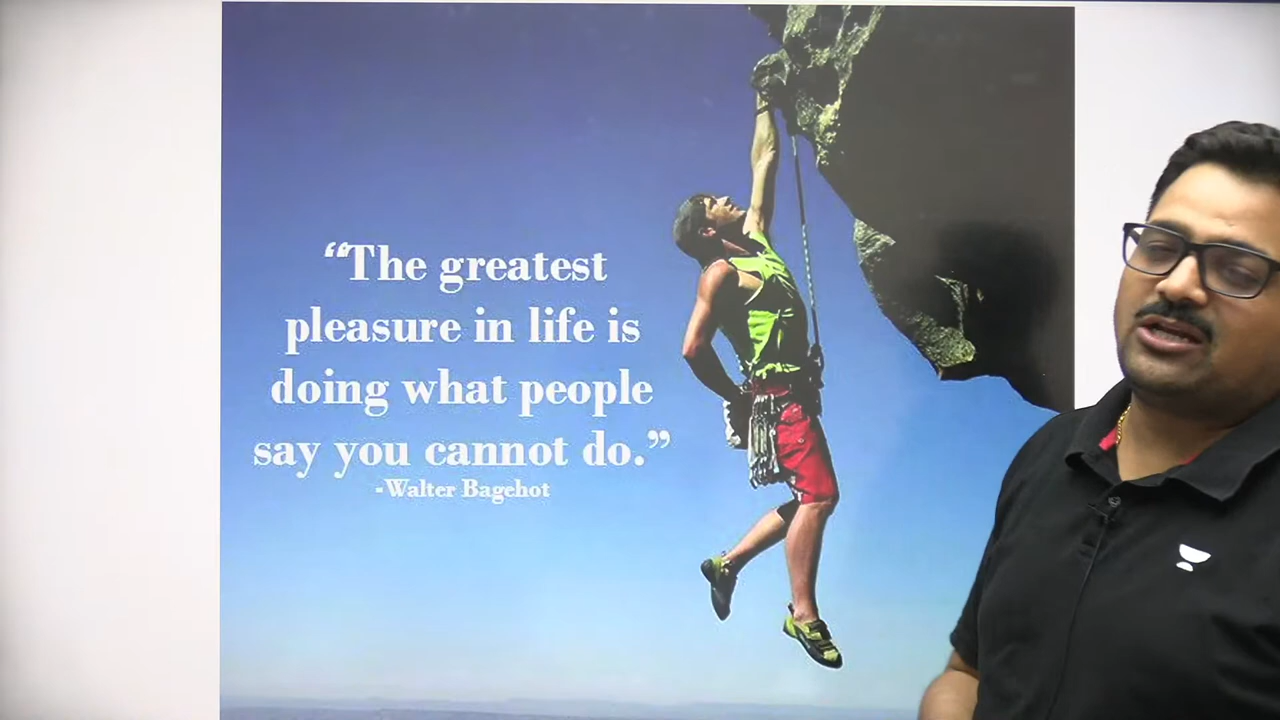 “The greatest
pleasure in life is
doing what people
say you cannot do.”
-Walter Bagehot